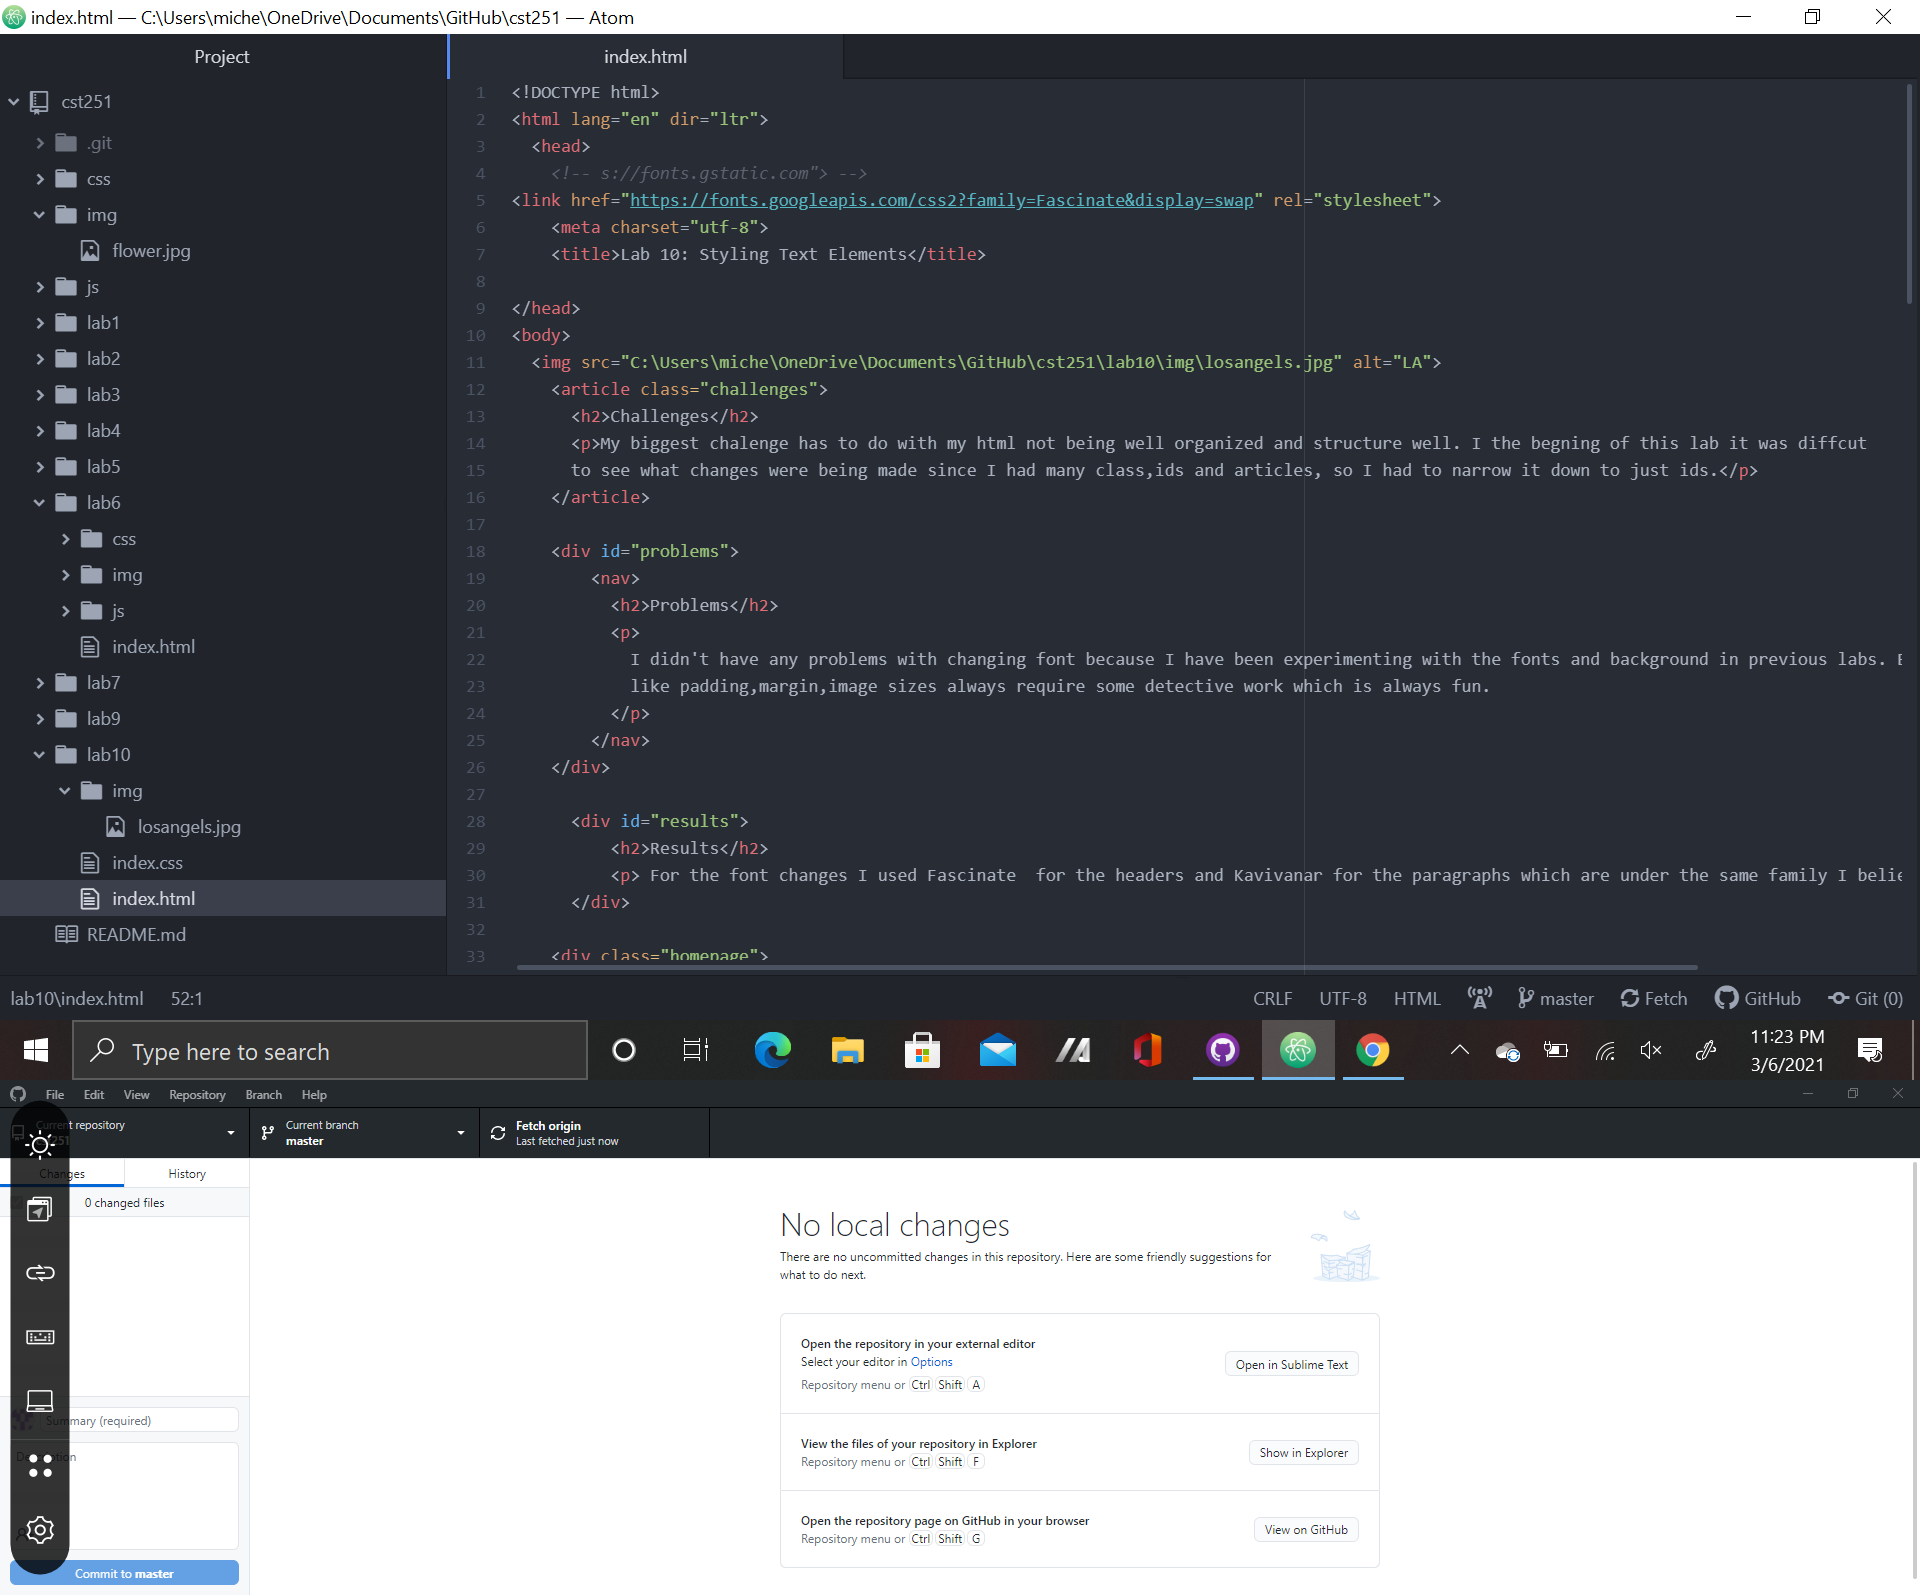 index.html — C:\Users\miche\OneDrive\Documents\GitHub\cst251 — Atom
Project
index.html
cst251
.git
css
img
flower.jpg
js
lab1
lab2
lab3
lab4
lab5
lab6
css
img
js
index.html
lab7
lab9
lab10
img
losangels.jpg
index.css
index.html
README.md
1 <!DOCTYPE html>
2 <html lang="en" dir="ltr">
3 <head>
4 <!-- s://fonts.gstatic.com"> -->
5 <link href="https://fonts.googleapis.com/css2?family=Fascinate&display=swap" rel="stylesheet">
6 <meta charset="utf-8">
7 <title>Lab 10: Styling Text Elements</title>
8
9 </head>
10 <body>
11 <img src="C:\Users\miche\OneDrive\Documents\GitHub\cst251\lab10\img\losangels.jpg" alt="LA">
12 <article class="challenges">
13 <h2>Challenges</h2>
14 <p>My biggest chalenge has to do with my html not being well organized and structure well. I the begning of this lab it was diffcut
15 to see what changes were being made since I had many class,ids and articles, so I had to narrow it down to just ids.</p>
16 </article>
17
18 <div id="problems">
19 <nav>
20 <h2>Problems</h2>
21 <p>
22 I didn't have any problems with changing font because I have been experimenting with the fonts and background in previous labs.
23 like padding,margin,image sizes always require some detective work which is always fun.
24 </p>
25 </nav>
26 </div>
27
28 <div id="results">
29 <h2>Results</h2>
30 <p> For the font changes I used Fascinate  for the headers and Kavivanar for the paragraphs which are under the same family I belie
31 </div>
32
33 <div class="homepage">
lab10\index.html 52:1
CRLF UTF-8 HTML master Fetch GitHub Git (0)
Type here to search
11:23 PM
3/6/2021
File Edit View Repository Branch Help
repository
Current branch
master
Fetch origin
Last fetched just now
Changes History
0 changed files
No local changes
There are no uncommitted changes in this repository. Here are some friendly suggestions for
what to do next.
Open the repository in your external editor
Select your editor in Options
Repository menu or Ctrl Shift A
Open in Sublime Text
View the files of your repository in Explorer
Repository menu or Ctrl Shift F
Show in Explorer
Open the repository page on GitHub in your browser
Repository menu or Ctrl Shift G
View on GitHub
Summary (required)
Commit to master